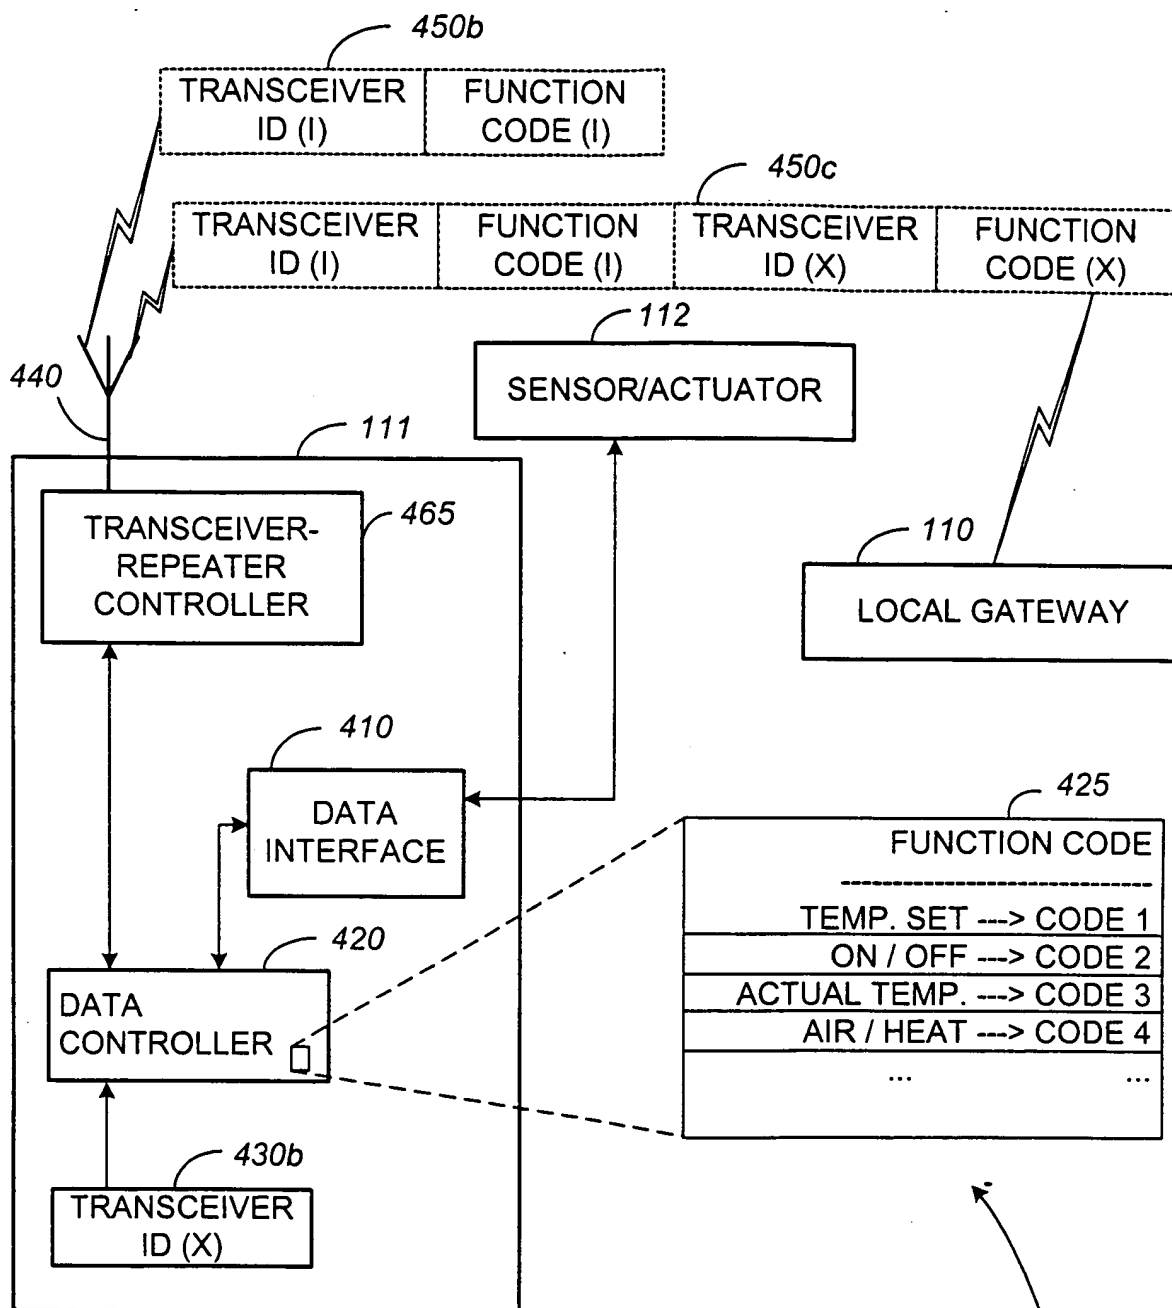 450b
TRANSCEIVER ID (I)
FUNCTION CODE (I)
450c
TRANSCEIVER ID (I)
FUNCTION CODE (I)
TRANSCEIVER ID (X)
FUNCTION CODE (X)
112
SENSOR/ACTUATOR
440
111
TRANSCEIVER-
REPEATER
CONTROLLER
465
110
LOCAL GATEWAY
410
DATA
INTERFACE
425
FUNCTION CODE
--------------------------
TEMP. SET ---> CODE 1
ON / OFF ---> CODE 2
ACTUAL TEMP. ---> CODE 3
AIR / HEAT ---> CODE 4
... ...
420
DATA
CONTROLLER
430b
TRANSCEIVER
ID (X)